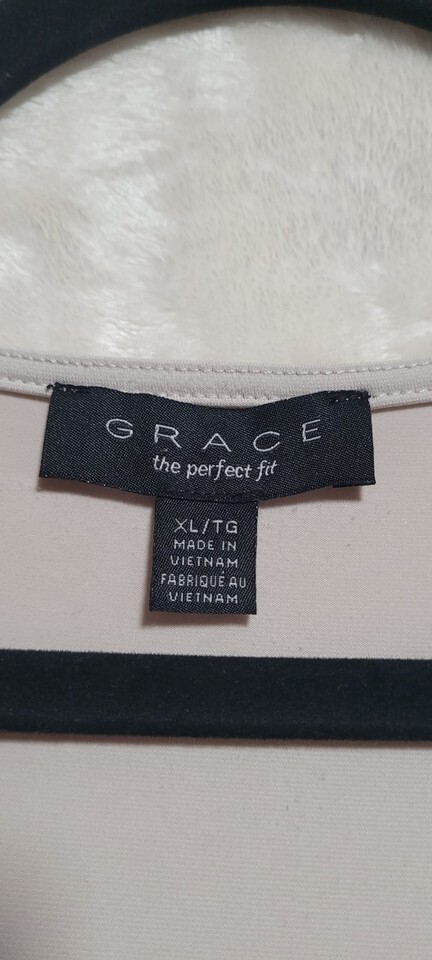 GRACE
the perfect fit
XL/TG
MADE IN
VIETNAM
FABRIQUÉ AU
VIETNAM